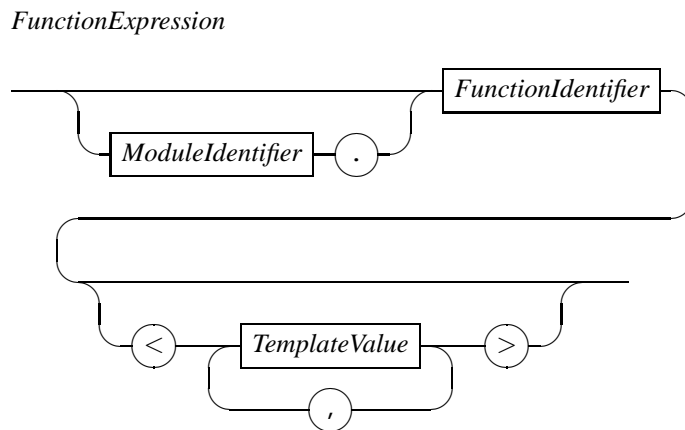 FunctionExpression
FunctionIdentifier
ModuleIdentifier .
< TemplateValue >
,